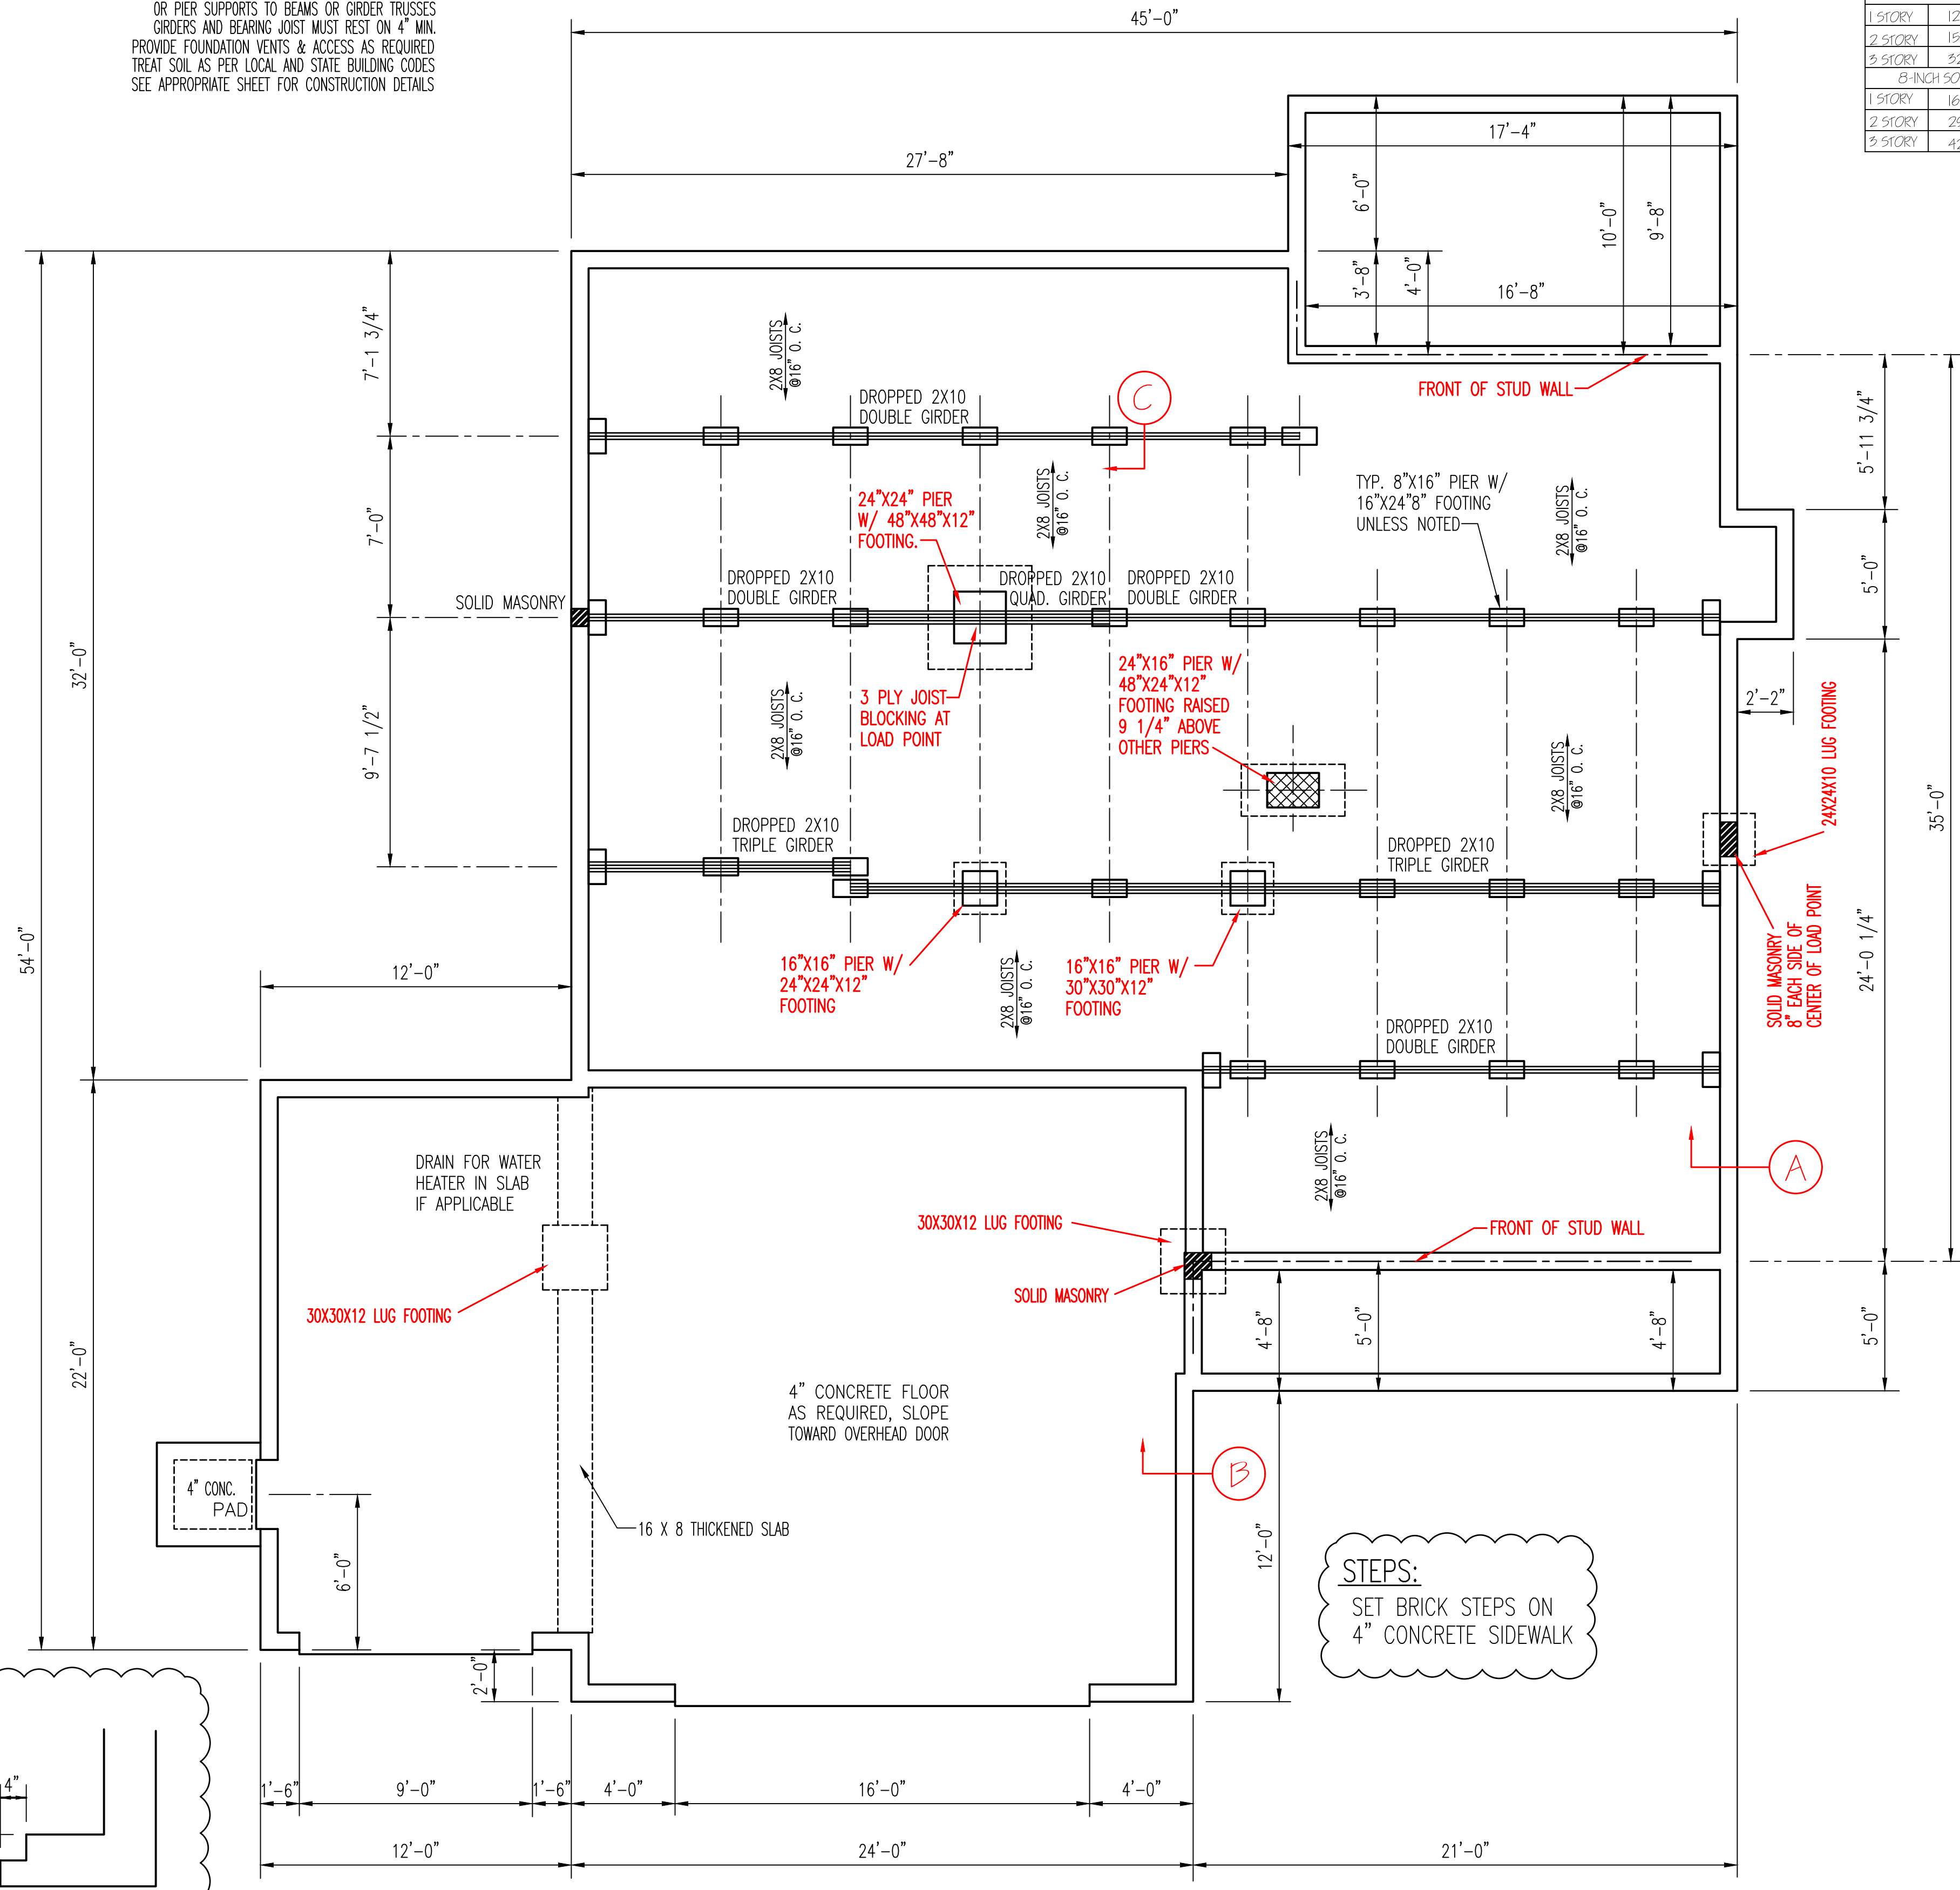 OR PIER SUPPORTS TO BEAMS OR GIRDER TRUSSES
GIRDERS AND BEARING JOIST MUST REST ON 4" MIN.
PROVIDE FOUNDATION VENTS & ACCESS AS REQUIRED
TREAT SOIL AS PER LOCAL AND STATE BUILDING CODES
SEE APPROPRIATE SHEET FOR CONSTRUCTION DETAILS
45'-0"
1 STORY 12
2 STORY 15
3 STORY 32
8-INCH SO
1 STORY 16
2 STORY
3 STORY 42
17'-4"
27'-8"
6'-0"
10'-0"
9'-8"
3'-8"
4'-0"
16'-8"
7'-1 3/4"
2X8 JOISTS
@16" O. C.
DROPPED 2X10
DOUBLE GIRDER
C
FRONT OF STUD WALL
5'-11 3/4"
7'-0"
24"X24" PIER
W/ 48"X48"X12"
FOOTING.
2X8 JOISTS
@16" O. C.
TYP. 8"X16" PIER W/
16"X24"8" FOOTING
UNLESS NOTED
2X8 JOISTS
@16" O. C.
5'-0"
SOLID MASONRY
DROPPED 2X10
DOUBLE GIRDER
DROPPED 2X10
QUAD. GIRDER
DROPPED 2X10
DOUBLE GIRDER
32'-0"
9'-7 1/2"
2X8 JOISTS
@16" O. C.
3 PLY JOIST
BLOCKING AT
LOAD POINT
24"X16" PIER W/
48"X24"X12"
FOOTING RAISED
9 1/4" ABOVE
OTHER PIERS
2X8 JOISTS
@16" O. C.
2'-2"
24X24X10 LUG FOOTING
35'-0"
DROPPED 2X10
TRIPLE GIRDER
DROPPED 2X10
TRIPLE GIRDER
54'-0"
12'-0"
16"X16" PIER W/
24"X24"X12"
FOOTING
2X8 JOISTS
@16" O. C.
16"X16" PIER W/
30"X30"X12"
FOOTING
SOLID MASONRY
8" EACH SIDE OF
CENTER OF LOAD POINT
24'-0 1/4"
DROPPED 2X10
DOUBLE GIRDER
DRAIN FOR WATER
HEATER IN SLAB
IF APPLICABLE
2X8 JOISTS
@16" O. C.
A
30X30X12 LUG FOOTING
FRONT OF STUD WALL
SOLID MASONRY
30X30X12 LUG FOOTING
22'-0"
4'-8"
5'-0"
4'-8"
5'-0"
4" CONCRETE FLOOR
AS REQUIRED, SLOPE
TOWARD OVERHEAD DOOR
B
4" CONC.
PAD
16 X 8 THICKENED SLAB
6'-0"
12'-0"
STEPS:
SET BRICK STEPS ON
4" CONCRETE SIDEWALK
2'-0"
4"
1'-6"
9'-0"
1'-6"
4'-0"
16'-0"
4'-0"
12'-0"
24'-0"
21'-0"